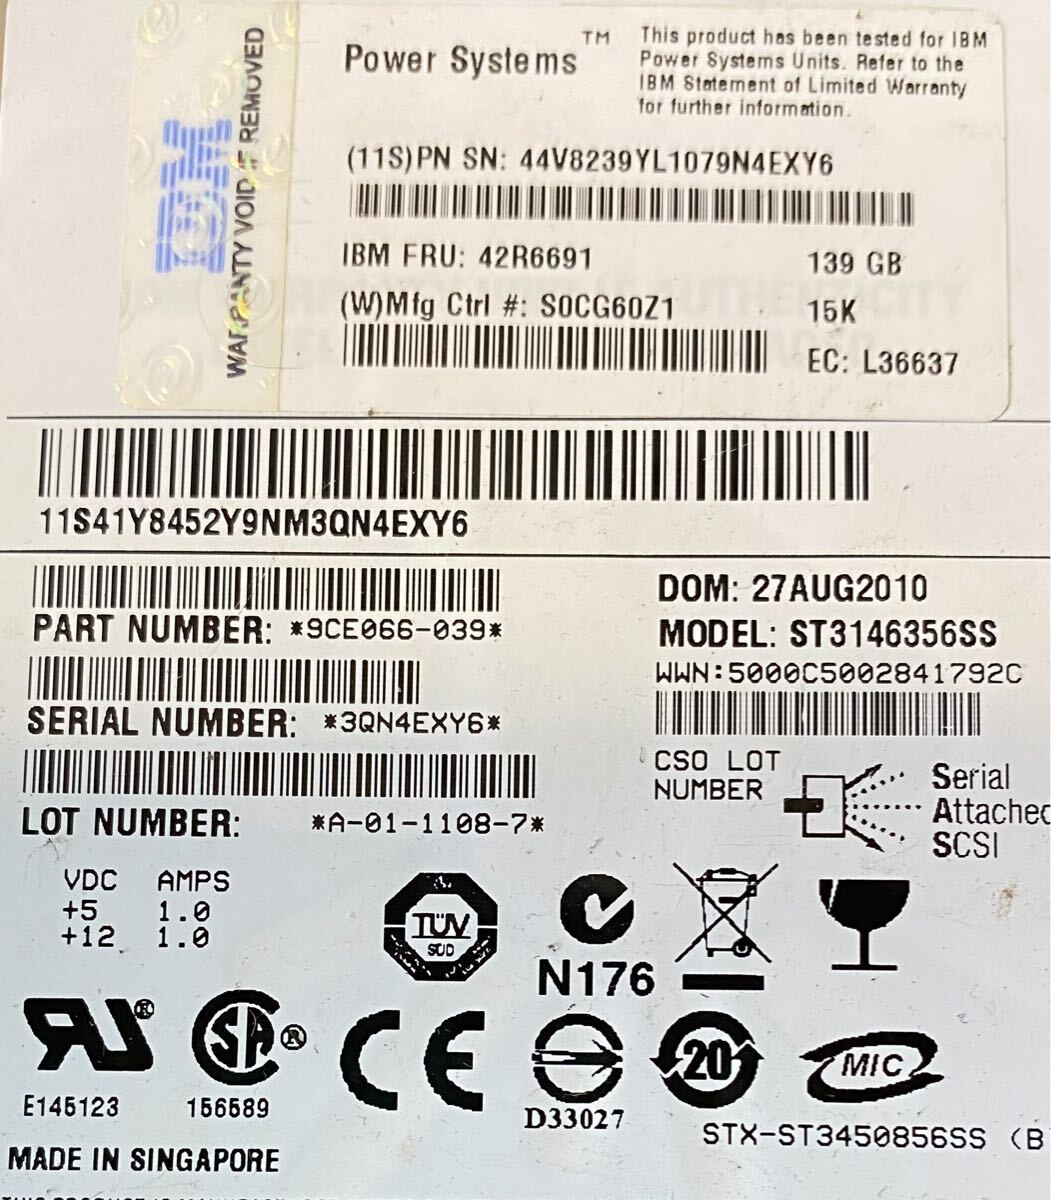 WARRANTY VOID IF REMOVED
IBM
Power Systems™
This product has been tested for IBM
Power Systems Units. Refer to the
IBM Statement of Limited Warranty
for further information.
(11S)PN SN: 44V8239YL1079N4EXY6
IBM FRU: 42R6691
139 GB
(W)Mfg Ctrl #: S0CG60Z1
15K
EC: L36637
11S41Y8452Y9NM3QN4EXY6
PART NUMBER: *9CE066-039*
SERIAL NUMBER: *3QN4EXY6*
LOT NUMBER: *A-01-1108-7*
DOM: 27AUG2010
MODEL: ST3146356SS
WWN:5000C5002841792C
CSO LOT
NUMBER
Serial
Attached
SCSI
VDC AMPS
+5 1.0
+12 1.0
TÜV
SÜD
N176
RU®
E145123
SA®
156589
CE
D33027
20
MIC
STX-ST3450856SS (B
MADE IN SINGAPORE